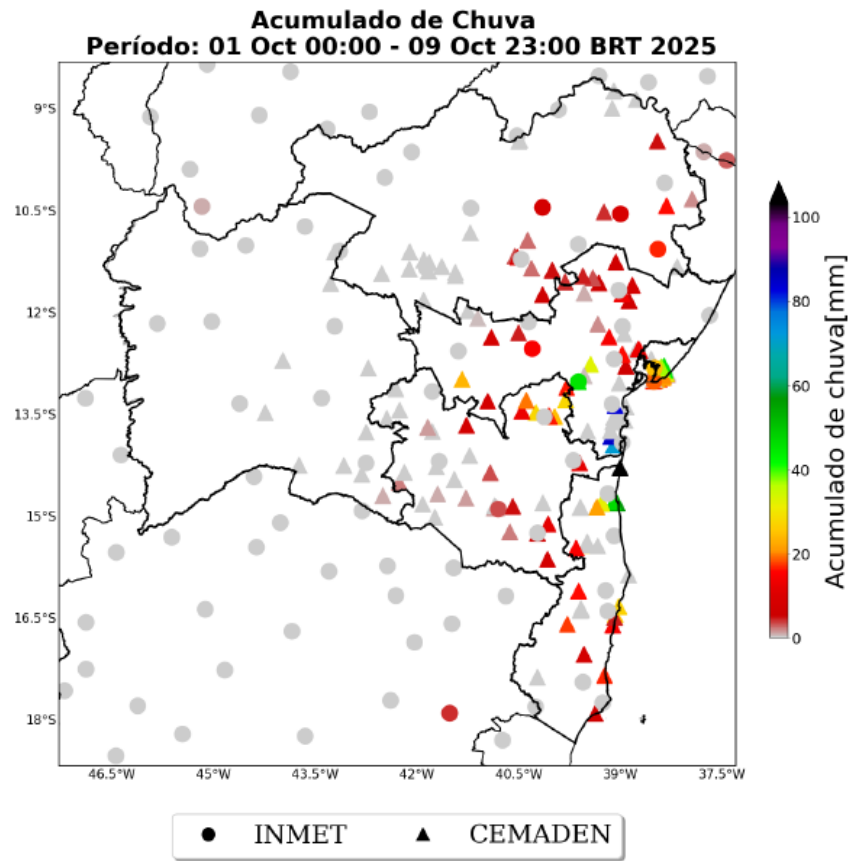 Acumulado de Chuva
Período: 01 Oct 00:00 - 09 Oct 23:00 BRT 2025
9°S
10.5°S
12°S
13.5°S
15°S
16.5°S
18°S
46.5°W
45°W
43.5°W
42°W
40.5°W
39°W
37.5°W
100
80
60
40
20
0
Acumulado de chuva[mm]
INMET
CEMADEN